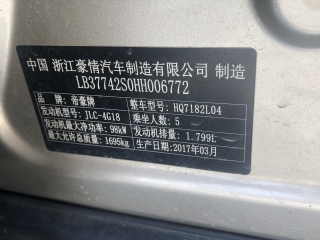 中国 浙江豪情汽车制造有限公司 制造
LB37742S0HH006772
品牌：帝豪牌 整车型号：HQ7182L04
发动机型号：JLC-4G18 乘坐人数：5
发动机最大净功率：98kW 发动机排量：1.799L
最大允许总质量：1695kg 生产日期：2017年03月